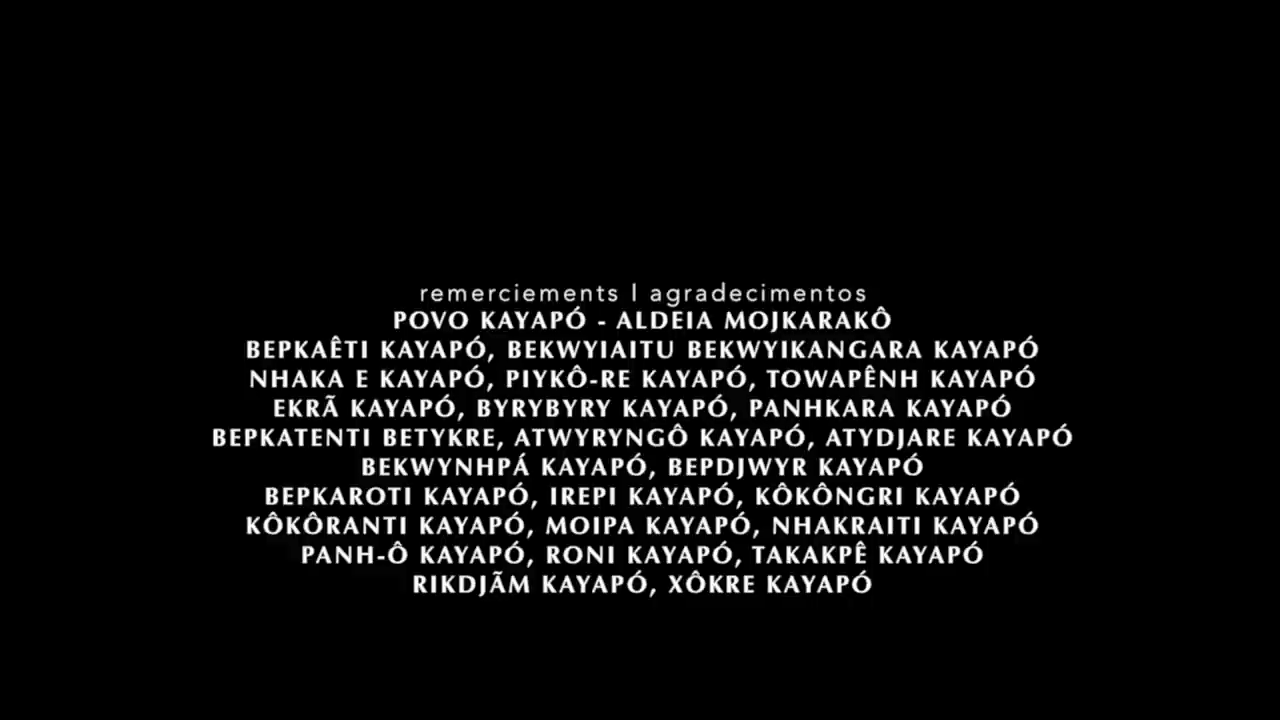 remerciements | agradecimentos
POVO KAYAPÓ - ALDEIA MOJKARAKÔ
BEPKAÊTI KAYAPÓ, BEKWYIAITU BEKWYIKANGARA KAYAPÓ
NHAKA E KAYAPÓ, PIYKÔ-RE KAYAPÓ, TOWAPÊNH KAYAPÓ
EKRÃ KAYAPÓ, BYRYBYRY KAYAPÓ, PANHKARA KAYAPÓ
BEPKATENTI BETYKRE, ATWYRYNGÔ KAYAPÓ, ATYDJARE KAYAPÓ
BEKWYNHPÁ KAYAPÓ, BEPDJWYR KAYAPÓ
BEPKAROTI KAYAPÓ, IREPI KAYAPÓ, KÔKÔNGRI KAYAPÓ
KÔKÔRANTI KAYAPÓ, MOIPA KAYAPÓ, NHAKRAITI KAYAPÓ
PANH-Ô KAYAPÓ, RONI KAYAPÓ, TAKAKPÊ KAYAPÓ
RIKDJÃM KAYAPÓ, XÔKRE KAYAPÓ